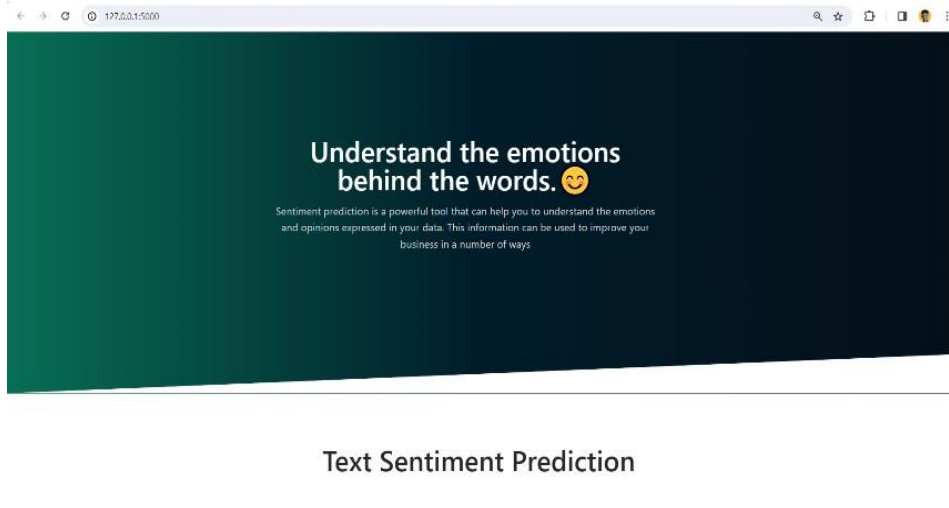 127.0.0.1:5000
Understand the emotions
behind the words. 😊
Sentiment prediction is a powerful tool that can help you to understand the emotions
and opinions expressed in your data. This information can be used to improve your
business in a number of ways
Text Sentiment Prediction